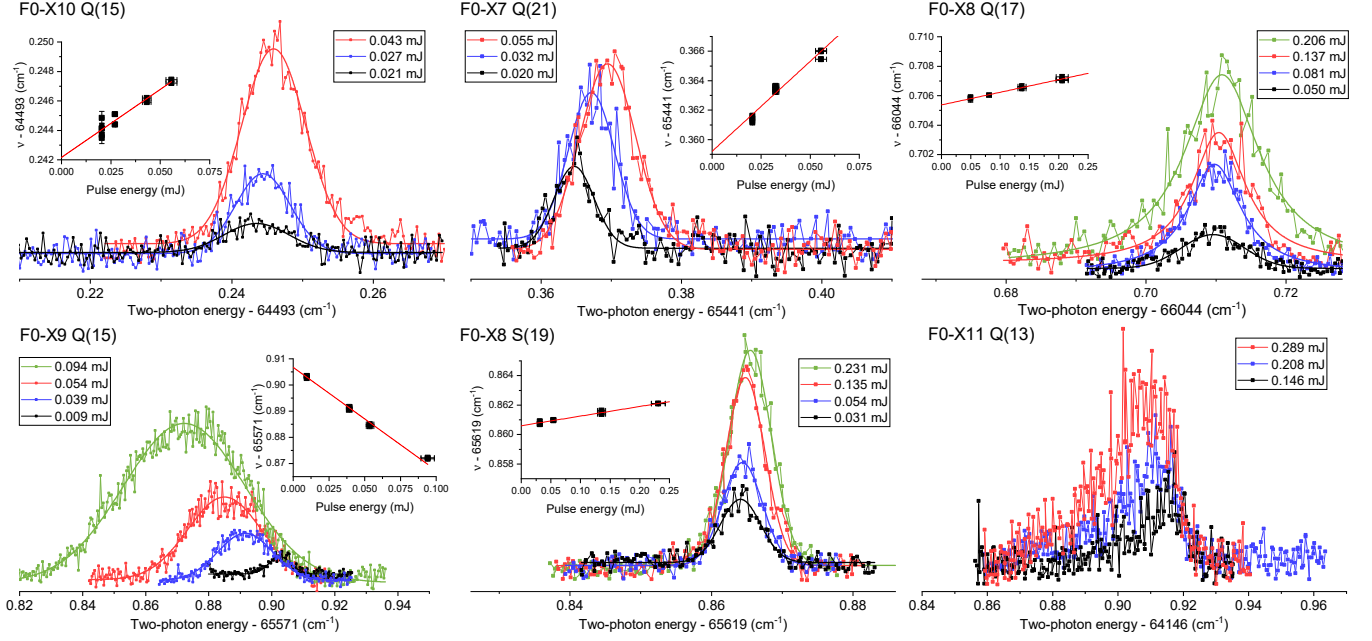 F0-X10 Q(15)
0.250
0.248
0.246
0.244
0.242
ν - 64493 (cm-1)
0.000
0.025
0.050
0.075
Pulse energy (mJ)
0.043 mJ
0.027 mJ
0.021 mJ
0.22
0.24
0.26
Two-photon energy - 64493 (cm-1)
F0-X7 Q(21)
0.055 mJ
0.032 mJ
0.020 mJ
0.366
0.364
0.362
0.360
ν - 65441 (cm-1)
0.000
0.025
0.050
0.075
Pulse energy (mJ)
0.36
0.38
0.40
Two-photon energy - 65441 (cm-1)
F0-X8 Q(17)
0.708
0.706
0.704
0.702
ν - 66044 (cm-1)
0.00
0.05
0.10
0.15
0.20
0.25
Pulse energy (mJ)
0.206 mJ
0.137 mJ
0.081 mJ
0.050 mJ
0.68
0.70
0.72
Two-photon energy - 66044 (cm-1)
F0-X9 Q(15)
0.094 mJ
0.054 mJ
0.039 mJ
0.009 mJ
0.91
0.90
0.89
0.88
0.87
ν - 65571 (cm-1)
0.000
0.025
0.050
0.075
0.100
Pulse energy (mJ)
0.82
0.84
0.86
0.88
0.90
0.92
0.94
Two-photon energy - 65571 (cm-1)
F0-X8 S(19)
0.864
0.862
0.860
0.858
ν - 65619 (cm-1)
0.00
0.05
0.10
0.15
0.20
0.25
Pulse energy (mJ)
0.231 mJ
0.135 mJ
0.054 mJ
0.031 mJ
0.84
0.86
0.88
Two-photon energy - 65619 (cm-1)
F0-X11 Q(13)
0.289 mJ
0.208 mJ
0.146 mJ
0.84
0.86
0.88
0.90
0.92
0.94
0.96
Two-photon energy - 64146 (cm-1)